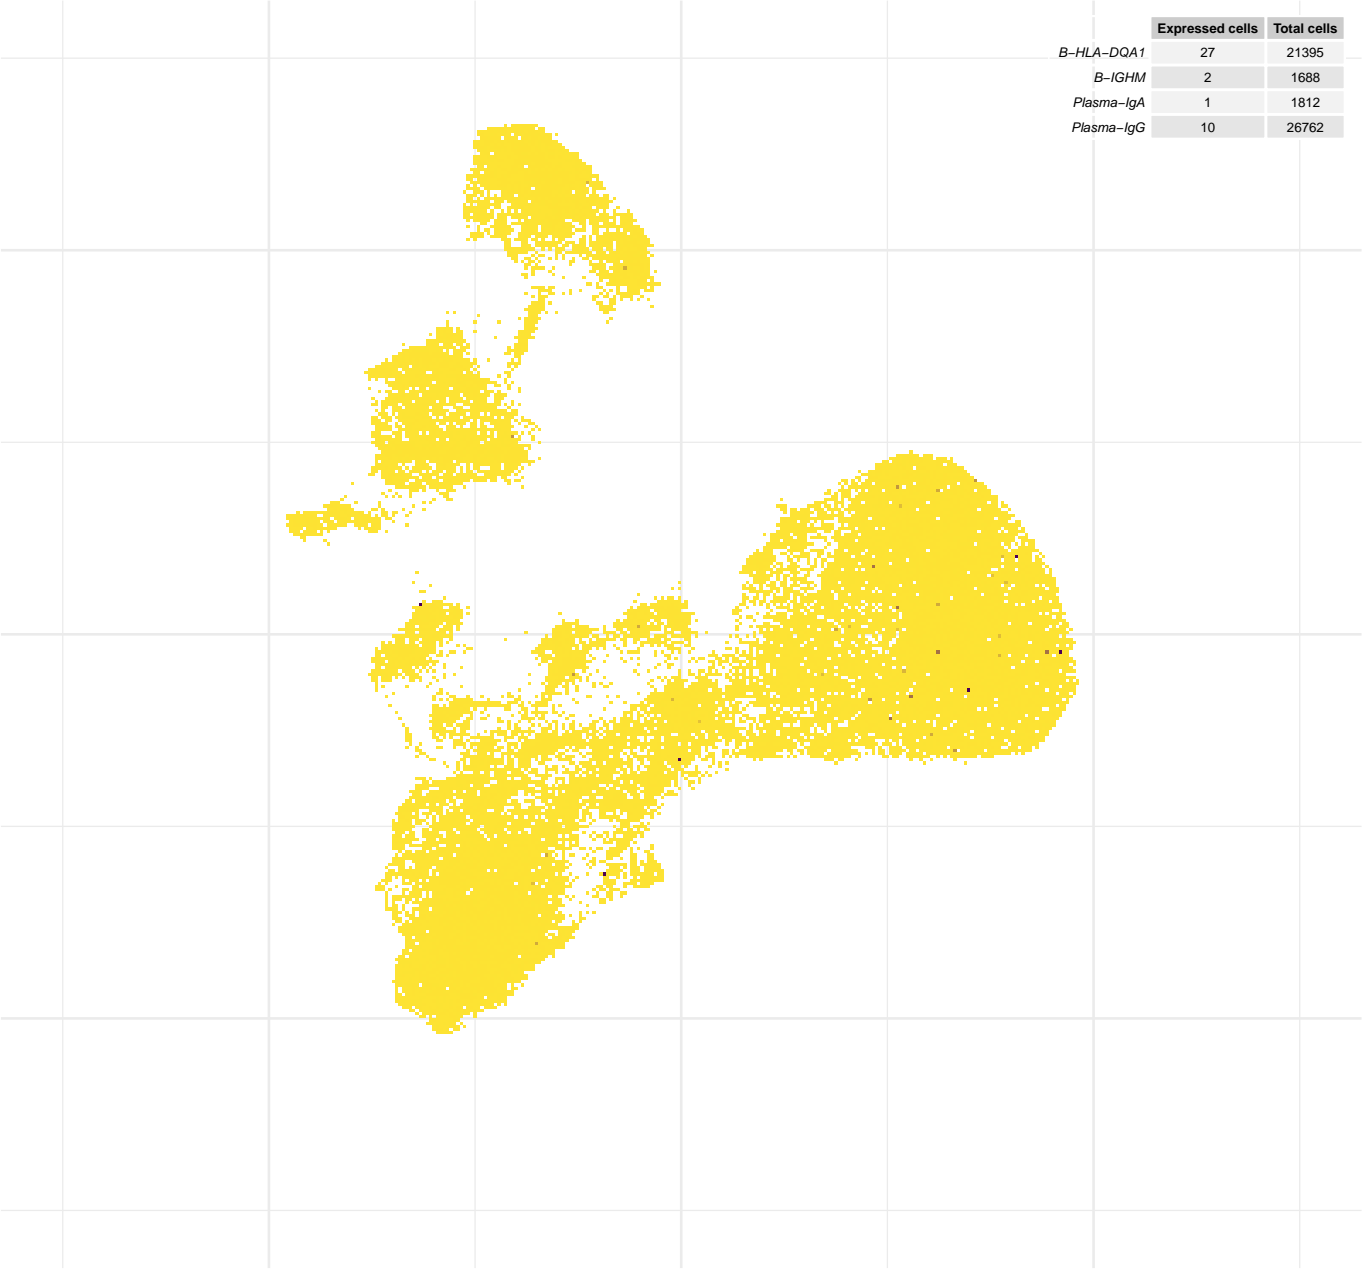 Expressed cells Total cells
B−HLA−DQA1 27 21395
B−IGHM 2 1688
Plasma−IgA 1 1812
Plasma−IgG 10 26762